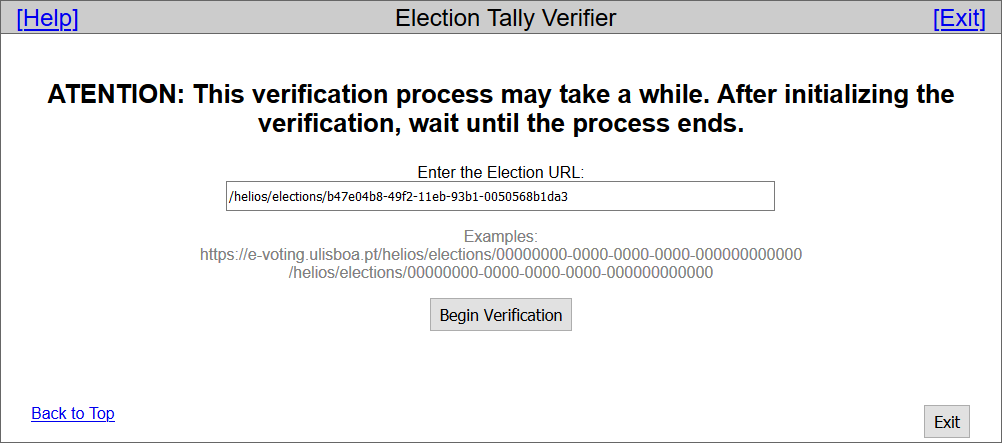 [Help] Election Tally Verifier [Exit]
ATENTION: This verification process may take a while. After initializing the
verification, wait until the process ends.
Enter the Election URL:
/helios/elections/b47e04b8-49f2-11eb-93b1-0050568b1da3
Examples:
https://e-voting.ulisboa.pt/helios/elections/00000000-0000-0000-0000-000000000000
/helios/elections/00000000-0000-0000-0000-000000000000
Begin Verification
Back to Top
Exit